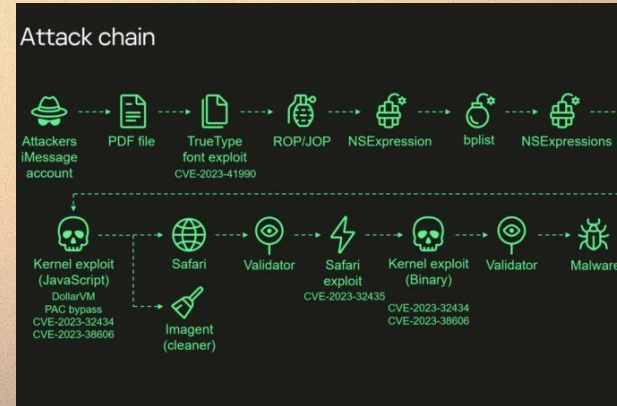 Attack chain
Attackers
iMessage
account
PDF file
TrueType
font exploit
CVE-2023-41990
ROP/JOP
NSExpression
bplist
NSExpressions
Kernel exploit
(JavaScript)
DollarVM
PAC bypass
CVE-2023-32434
CVE-2023-38606
Safari
Imagent
(cleaner)
Validator
Safari
exploit
CVE-2023-32435
Kernel exploit
(Binary)
CVE-2023-32434
CVE-2023-38606
Validator
Malware